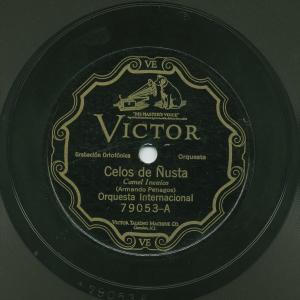 VE
"HIS MASTER'S VOICE"
VICTOR
Grabación Ortofónica
Orquesta
Celos de Ñusta
Camel Incaico
(Armando Penagos)
Orquesta Internacional
79053-A
VICTOR TALKING MACHINE CO.
Camden, N.J.
VE